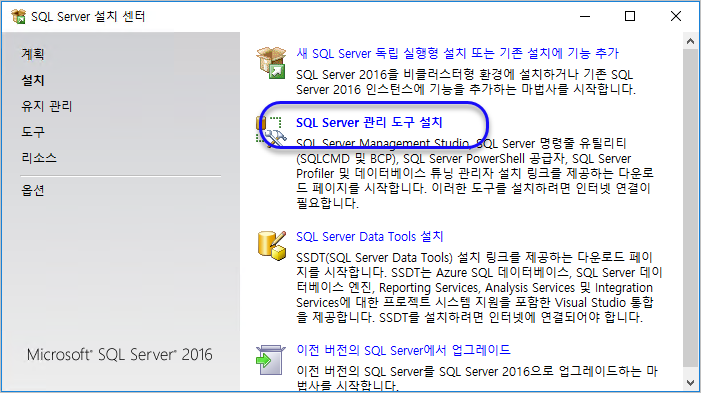 SQL Server 설치 센터
계획
설치
유지 관리
도구
리소스
옵션
Microsoft® SQL Server® 2016
새 SQL Server 독립 실행형 설치 또는 기존 설치에 기능 추가
SQL Server 2016을 비클러스터형 환경에 설치하거나 기존 SQL
Server 2016 인스턴스에 기능을 추가하는 마법사를 시작합니다.
SQL Server 관리 도구 설치
SQL Server Management Studio, SQL Server 명령줄 유틸리티
(SQLCMD 및 BCP), SQL Server PowerShell 공급자, SQL Server
Profiler 및 데이터베이스 튜닝 관리자 설치 링크를 제공하는 다운로
드 페이지를 시작합니다. 이러한 도구를 설치하려면 인터넷 연결이
필요합니다.
SQL Server Data Tools 설치
SSDT(SQL Server Data Tools) 설치 링크를 제공하는 다운로드 페이
지를 시작합니다. SSDT는 Azure SQL 데이터베이스, SQL Server 데이
터베이스 엔진, Reporting Services, Analysis Services 및 Integration
Services에 대한 프로젝트 시스템 지원을 포함한 Visual Studio 통합
을 제공합니다. SSDT를 설치하려면 인터넷에 연결되어야 합니다.
이전 버전의 SQL Server에서 업그레이드
이전 버전의 SQL Server를 SQL Server 2016으로 업그레이드하는 마
법사를 시작합니다.